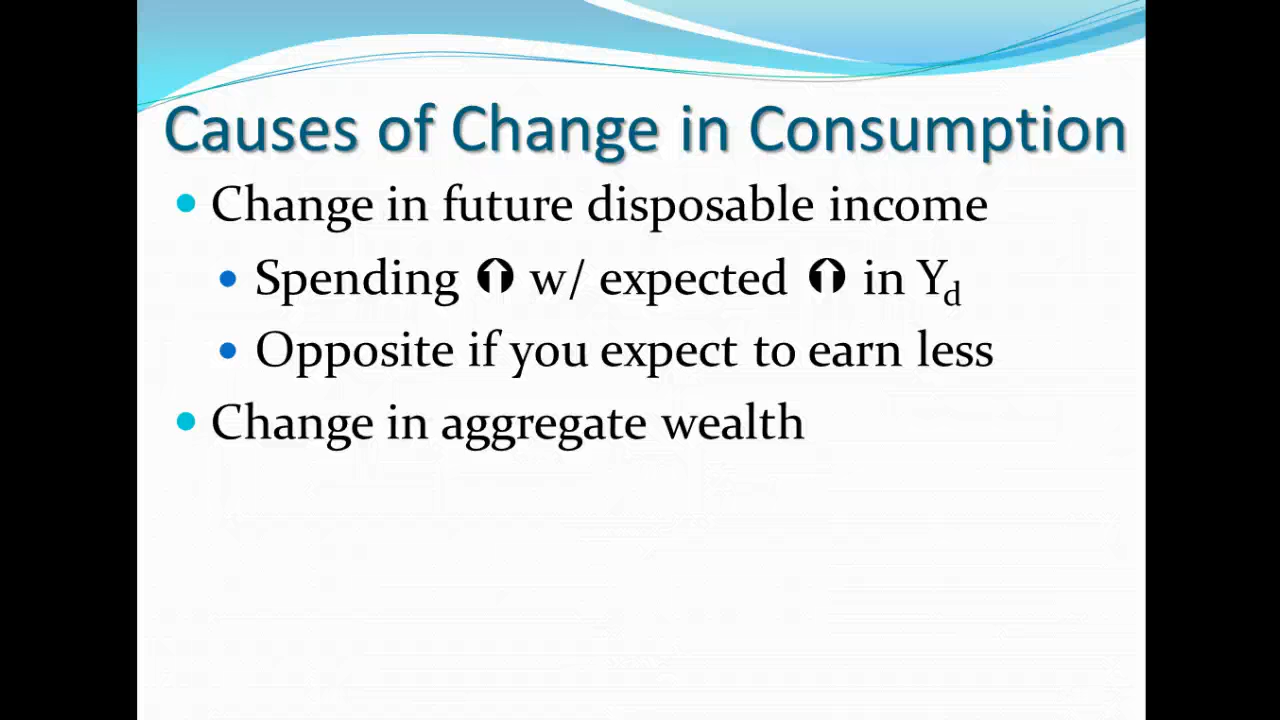 Causes of Change in Consumption
• Change in future disposable income
• Spending ⬆ w/ expected ⬆ in Yd
• Opposite if you expect to earn less
• Change in aggregate wealth